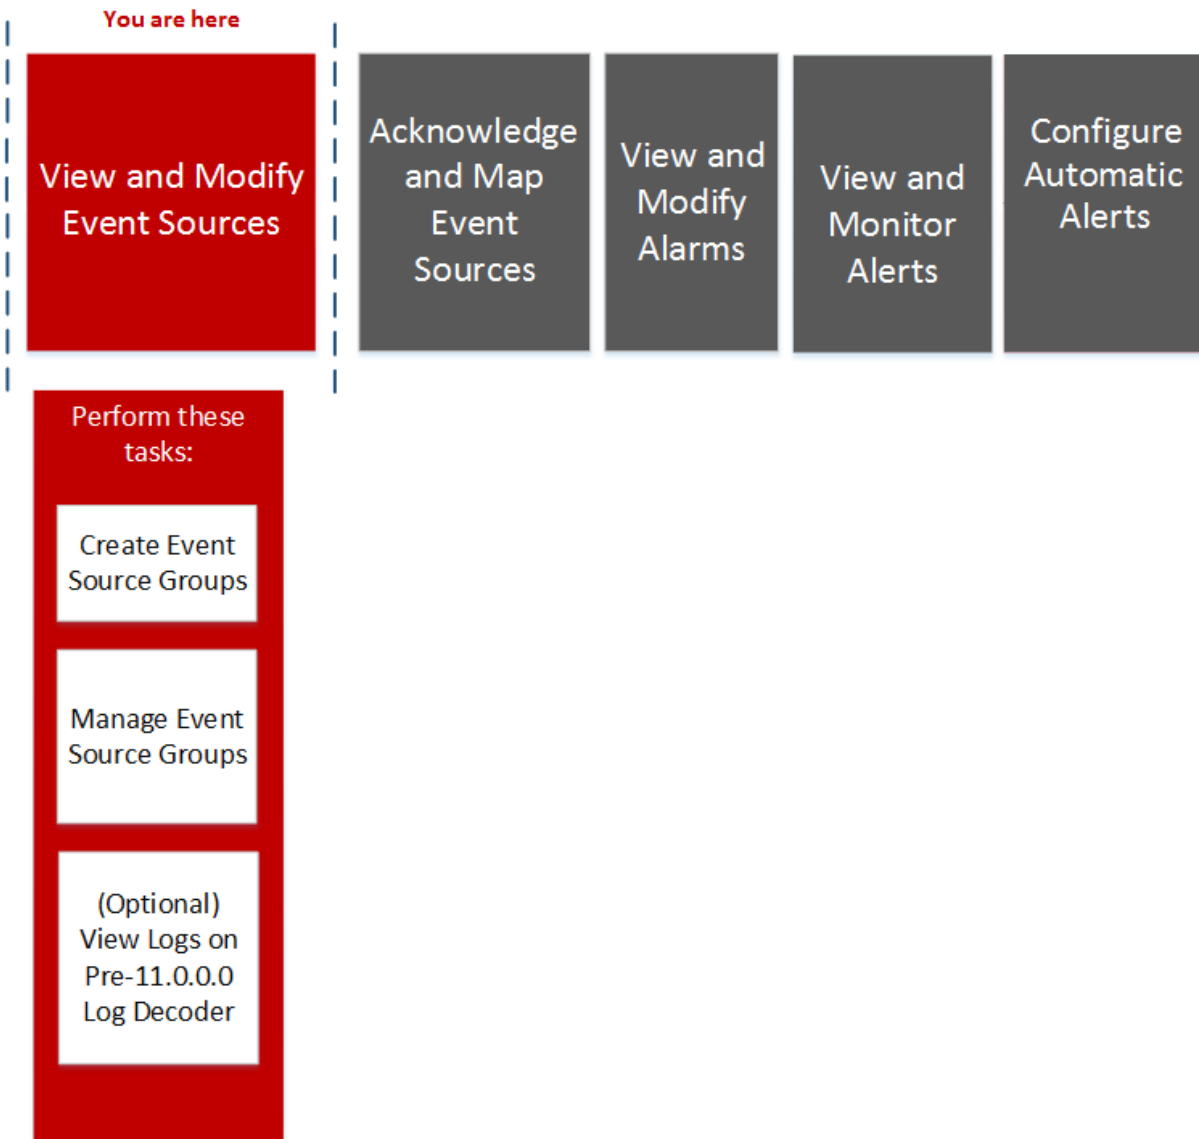 You are here
View and Modify
Event Sources
Acknowledge
and Map
Event
Sources
View and
Modify
Alarms
View and
Monitor
Alerts
Configure
Automatic
Alerts
Perform these
tasks:
Create Event
Source Groups
Manage Event
Source Groups
(Optional)
View Logs on
Pre-11.0.0.0
Log Decoder